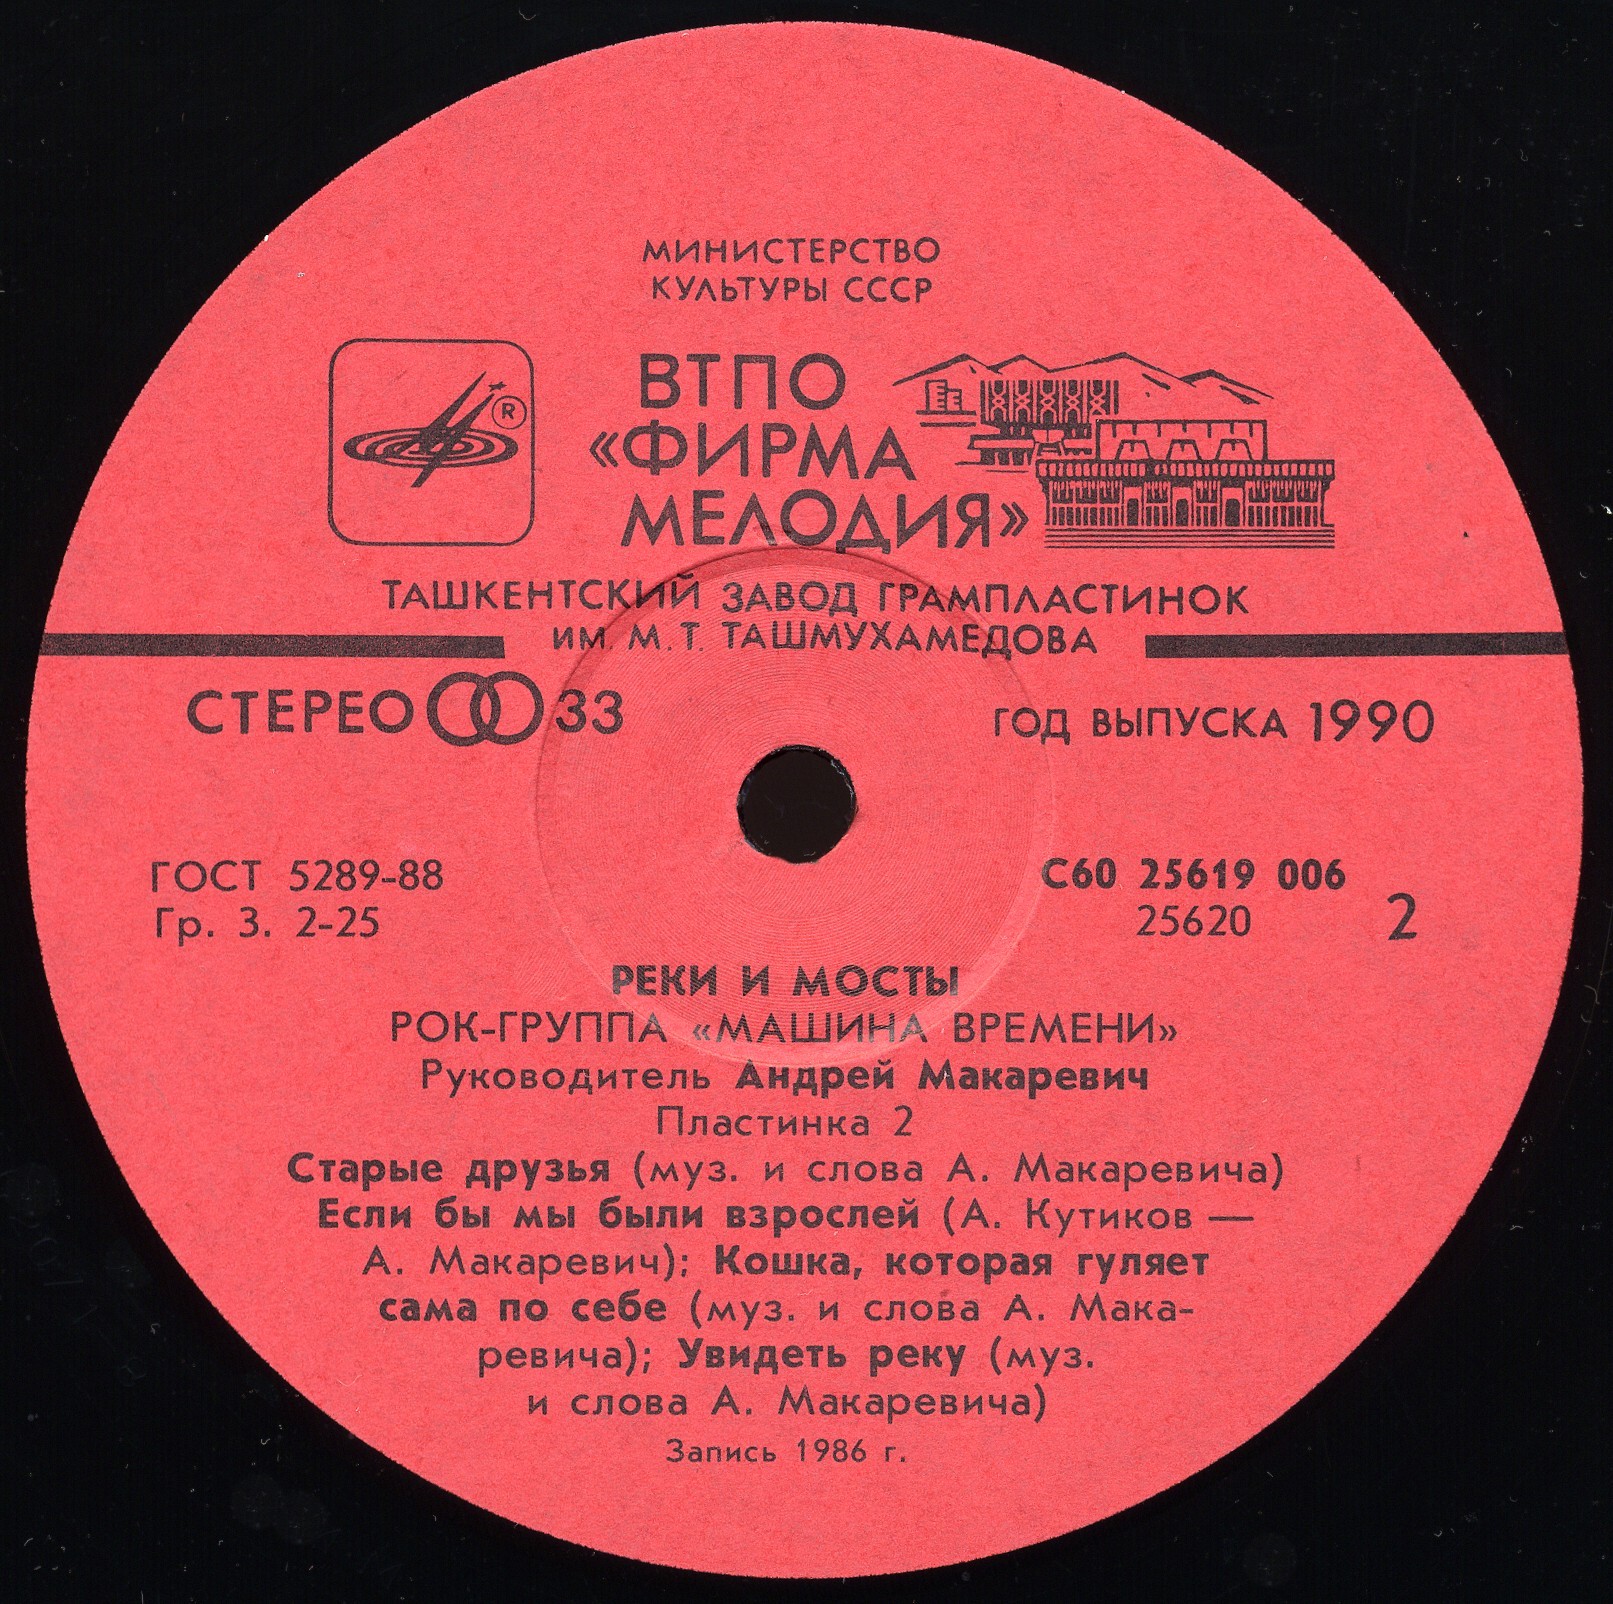 МИНИСТЕРСТВО
КУЛЬТУРЫ СССР
ВТПО
«ФИРМА
МЕЛОДИЯ»
R
ТАШКЕНТСКИЙ ЗАВОД ГРАМПЛАСТИНОК
ИМ. М. Т. ТАШМУХАМЕДОВА
СТЕРЕО 33
ГОД ВЫПУСКА 1990
ГОСТ 5289-88
Гр. 3. 2-25
С60 25619 006
25620
2
РЕКИ И МОСТЫ
РОК-ГРУППА «МАШИНА ВРЕМЕНИ»
Руководитель Андрей Макаревич
Пластинка 2
Старые друзья (муз. и слова А. Макаревича)
Если бы мы были взрослей (А. Кутиков —
А. Макаревич); Кошка, которая гуляет
сама по себе (муз. и слова А. Мака-
ревича); Увидеть реку (муз.
и слова А. Макаревича)
Запись 1986 г.